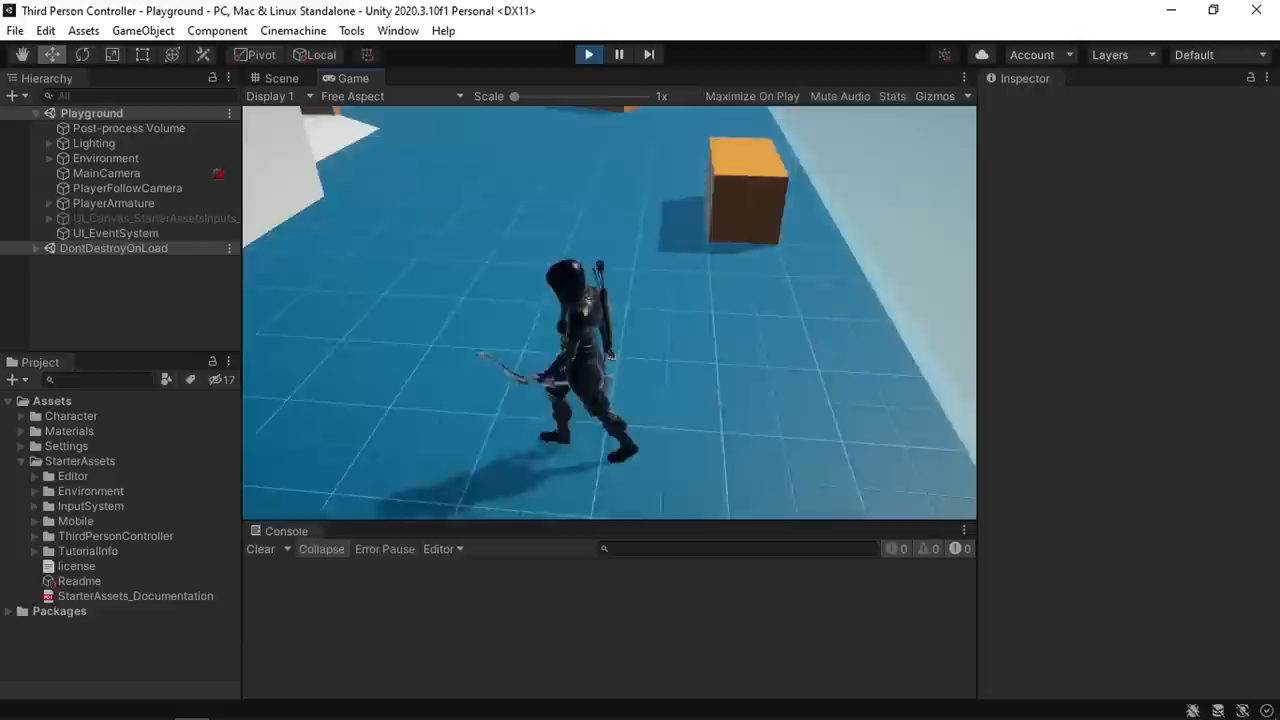 Third Person Controller - Playground - PC, Mac & Linux Standalone - Unity 2020.3.10f1 Personal <DX11>
File Edit Assets GameObject Component Cinemachine Tools Window Help
Pivot Local Account Layers Default
Hierarchy Scene Game Inspector
All Display 1 Free Aspect Scale 1x Maximize On Play Mute Audio Stats Gizmos
Playground
Post-process Volume
Lighting
Environment
MainCamera
PlayerFollowCamera
PlayerArmature
UI_Canvas_StarterAssetsInputs_
UI_EventSystem
DontDestroyOnLoad
Project
17
Assets
Character
Materials
Settings
StarterAssets
Editor
Environment
InputSystem
Mobile
ThirdPersonController
TutorialInfo
license
Readme
StarterAssets_Documentation
Packages
Console
Clear Collapse Error Pause Editor 0 0 0